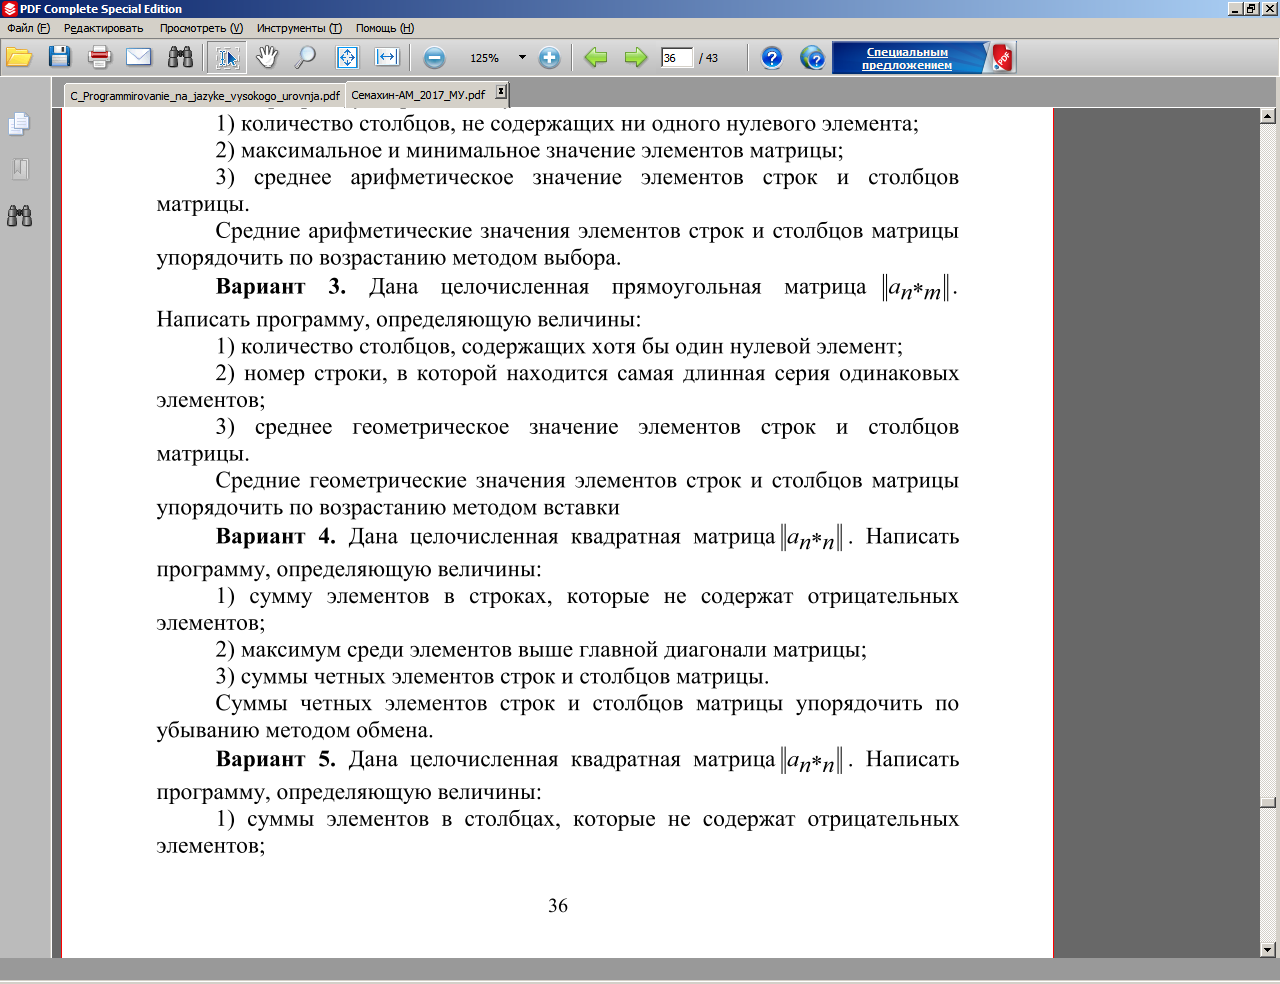 PDF Complete Special Edition
Файл (F) Редактировать Просмотреть (V) Инструменты (T) Помощь (H)
125% 36 / 43 Специальным предложением PDF
C_Programmirovanie_na_jazyke_vysokogo_urovnja.pdf Семахин-АМ_2017_МУ.pdf
1) количество столбцов, не содержащих ни одного нулевого элемента;
2) максимальное и минимальное значение элементов матрицы;
3) среднее арифметическое значение элементов строк и столбцов
матрицы.
Средние арифметические значения элементов строк и столбцов матрицы
упорядочить по возрастанию методом выбора.
Вариант 3. Дана целочисленная прямоугольная матрица ||a_{n*m}||.
Написать программу, определяющую величины:
1) количество столбцов, содержащих хотя бы один нулевой элемент;
2) номер строки, в которой находится самая длинная серия одинаковых
элементов;
3) среднее геометрическое значение элементов строк и столбцов
матрицы.
Средние геометрические значения элементов строк и столбцов матрицы
упорядочить по возрастанию методом вставки
Вариант 4. Дана целочисленная квадратная матрица ||a_{n*n}||. Написать
программу, определяющую величины:
1) сумму элементов в строках, которые не содержат отрицательных
элементов;
2) максимум среди элементов выше главной диагонали матрицы;
3) суммы четных элементов строк и столбцов матрицы.
Суммы четных элементов строк и столбцов матрицы упорядочить по
убыванию методом обмена.
Вариант 5. Дана целочисленная квадратная матрица ||a_{n*n}||. Написать
программу, определяющую величины:
1) суммы элементов в столбцах, которые не содержат отрицательных
элементов;
36